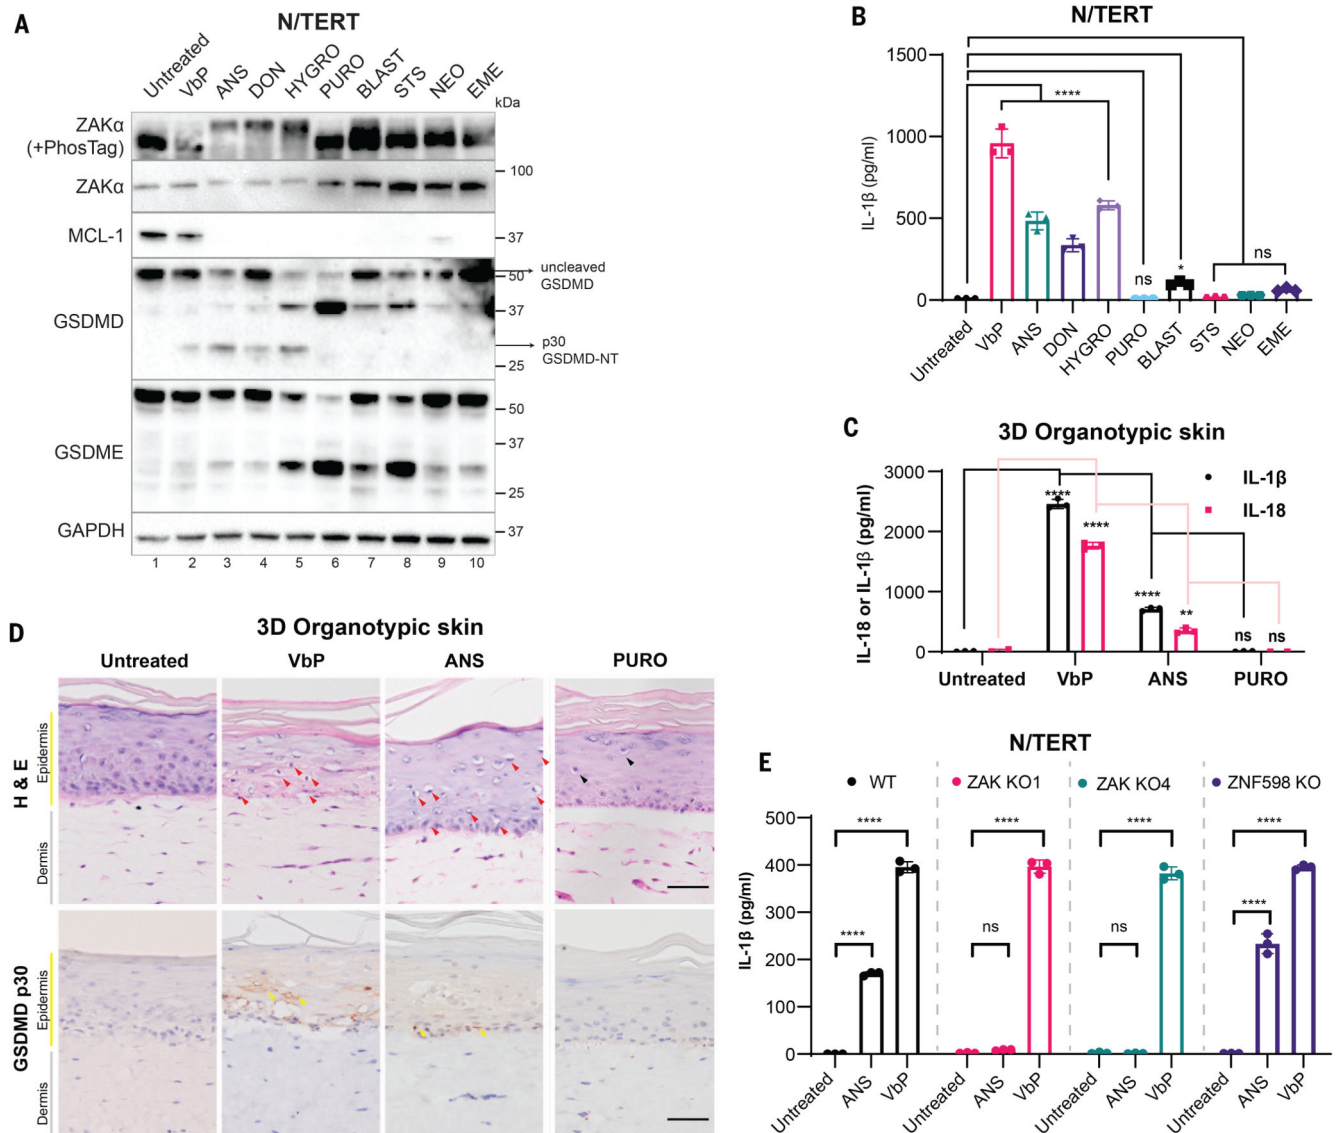 A
N/TERT
Untreated
VbP
ANS
DON
HYGRO
PURO
BLAST
STS
NEO
EME
kDa
ZAKα
(+PhosTag)
100
ZAKα
MCL-1
37
uncleaved
GSDMD
50
GSDMD
37
p30
GSDMD-NT
25
50
GSDME
37
25
GAPDH
37
1 2 3 4 5 6 7 8 9 10
B
N/TERT
IL-1β (pg/ml)
1500
1000
500
0
****
ns
*
ns
Untreated
VbP
ANS
DON
HYGRO
PURO
BLAST
STS
NEO
EME
C
3D Organotypic skin
IL-18 or IL-1β (pg/ml)
3000
2000
1000
0
IL-1β
IL-18
****
****
****
**
ns ns
Untreated VbP ANS PURO
D
3D Organotypic skin
Untreated VbP ANS PURO
H & E
Epidermis
Dermis
GSDMD p30
Epidermis
Dermis
E
N/TERT
WT ZAK KO1 ZAK KO4 ZNF598 KO
IL-1β (pg/ml)
500
400
300
200
100
0
**** **** **** ****
**** ns ns ****
Untreated ANS VbP Untreated ANS VbP Untreated ANS VbP Untreated ANS VbP